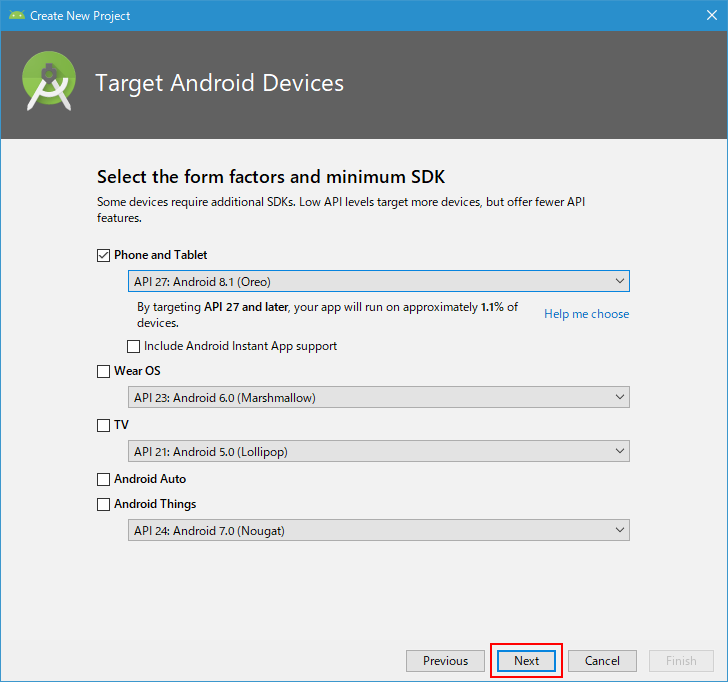 Create New Project
Target Android Devices
Select the form factors and minimum SDK
Some devices require additional SDKs. Low API levels target more devices, but offer fewer API
features.
Phone and Tablet
API 27: Android 8.1 (Oreo)
By targeting API 27 and later, your app will run on approximately 1.1% of
devices.
Help me choose
Include Android Instant App support
Wear OS
API 23: Android 6.0 (Marshmallow)
TV
API 21: Android 5.0 (Lollipop)
Android Auto
Android Things
API 24: Android 7.0 (Nougat)
Previous
Next
Cancel
Finish